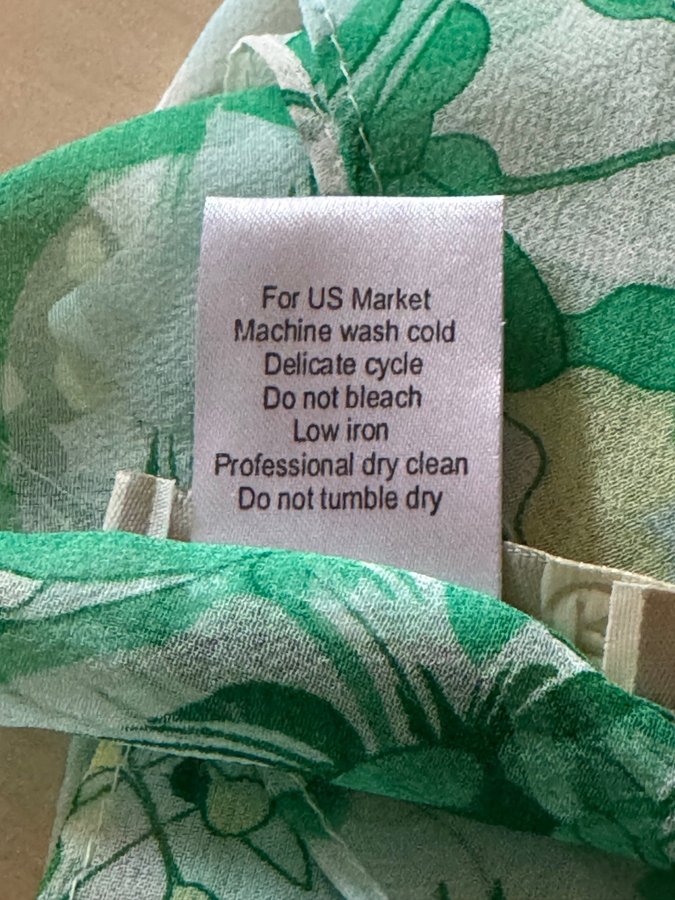 For US Market
Machine wash cold
Delicate cycle
Do not bleach
Low iron
Professional dry clean
Do not tumble dry